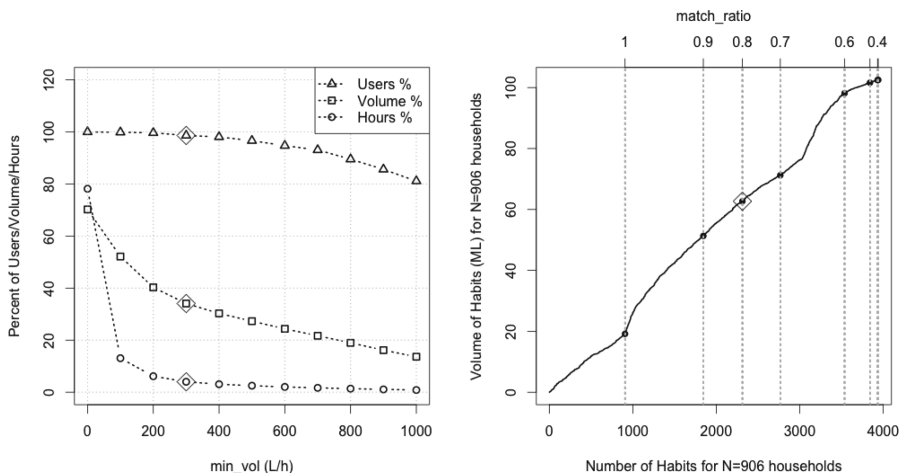 match_ratio
1 0.9 0.8 0.7 0.6 0.4
Percent of Users/Volume/Hours
120
100
80
60
40
20
0
Users %
Volume %
Hours %
0 200 400 600 800 1000
min_vol (L/h)
Volume of Habits (ML) for N=906 households
100
80
60
40
20
0
0 1000 2000 3000 4000
Number of Habits for N=906 households